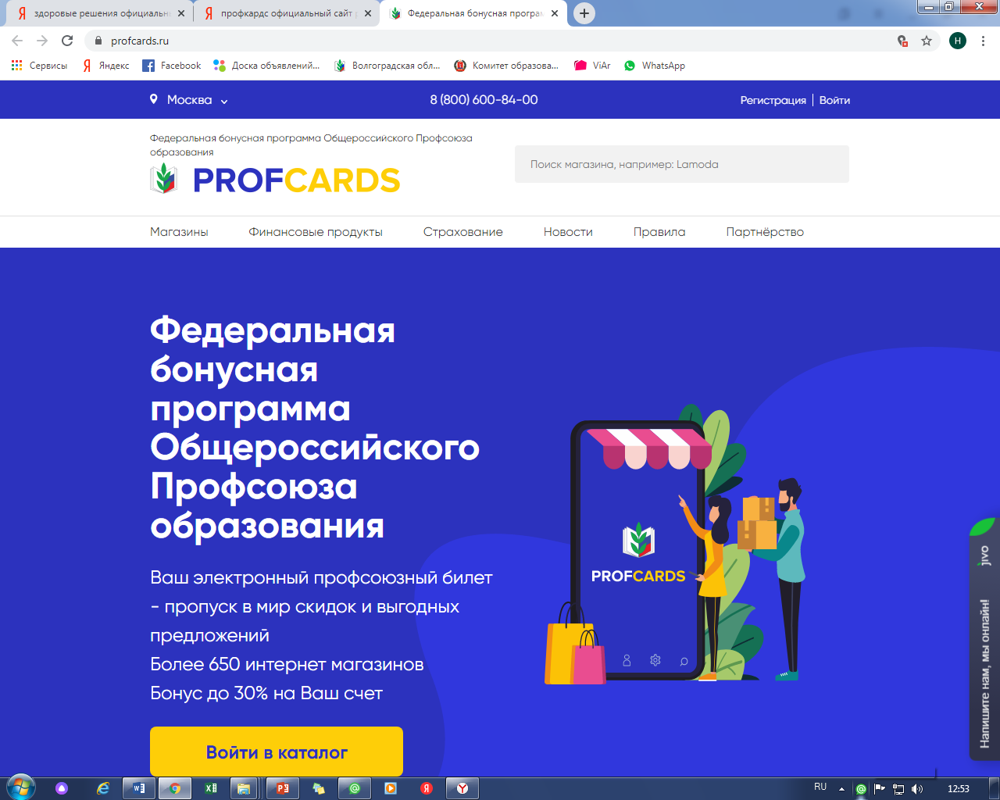 здоровые решения официальн
профкардс официальный сайт р
Федеральная бонусная програм
profcards.ru
Н
Сервисы
Яндекс
Facebook
Доска объявлений...
Волгоградская обл...
Комитет образова...
ViAr
WhatsApp
Москва
8 (800) 600-84-00
Регистрация
Войти
Федеральная бонусная программа Общероссийского Профсоюза
образования
PROFCARDS
Поиск магазина, например: Lamoda
Магазины
Финансовые продукты
Страхование
Новости
Правила
Партнёрство
Федеральная
бонусная
программа
Общероссийского
Профсоюза
образования
Ваш электронный профсоюзный билет
- пропуск в мир скидок и выгодных
предложений
Более 650 интернет магазинов
Бонус до 30% на Ваш счет
Войти в каталог
PROFCARDS
jivo
Напишите нам, мы онлайн!
RU
12:53